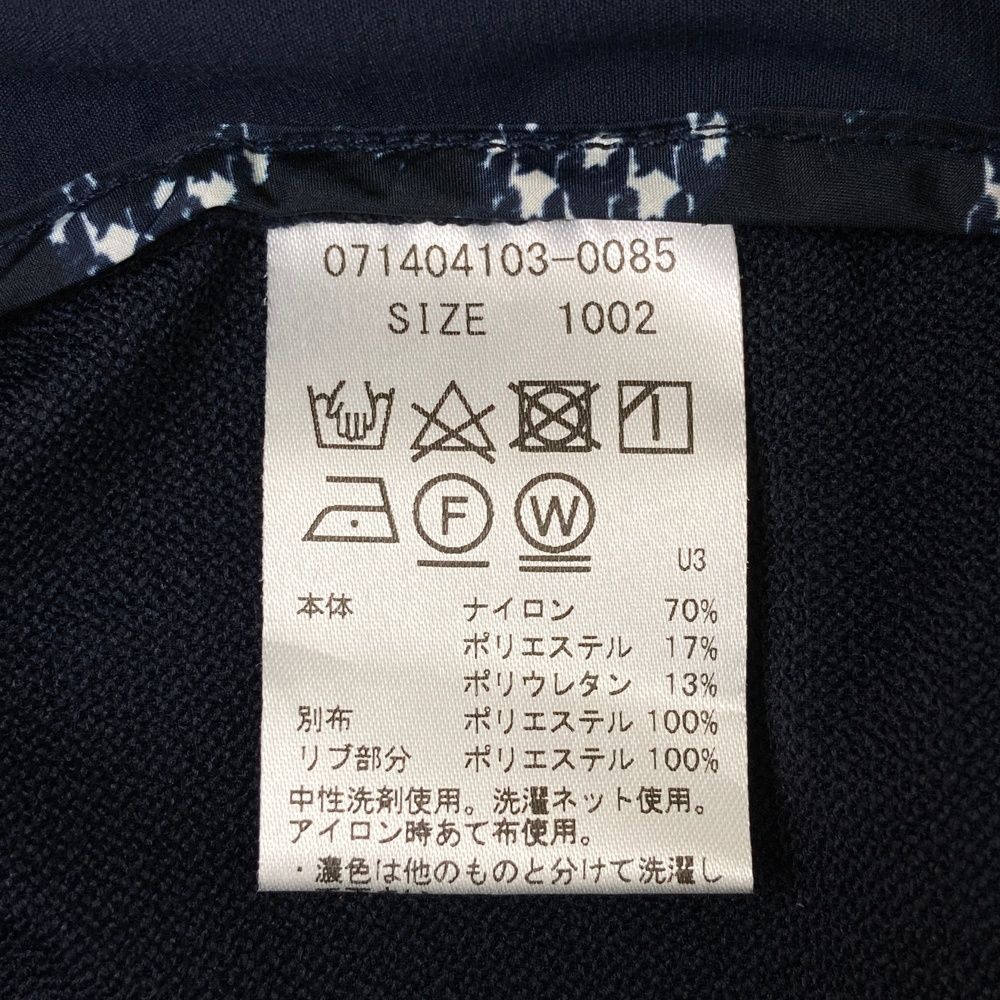 071404103-0085
SIZE 1002
F W
U3
本体 ナイロン 70%
ポリエステル 17%
ポリウレタン 13%
別布 ポリエステル 100%
リブ部分 ポリエステル 100%
中性洗剤使用。洗濯ネット使用。
アイロン時あて布使用。
・濃色は他のものと分けて洗濯し